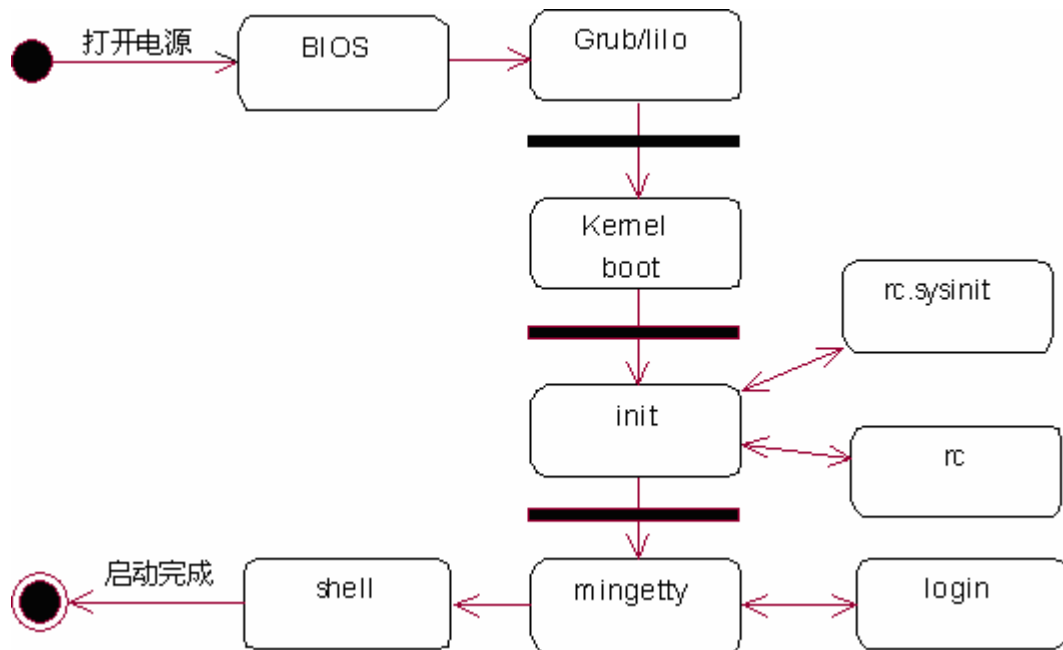 打开电源
BIOS
Grub/lilo
Kernel
boot
rc.sysinit
init
rc
启动完成
shell
mingetty
login